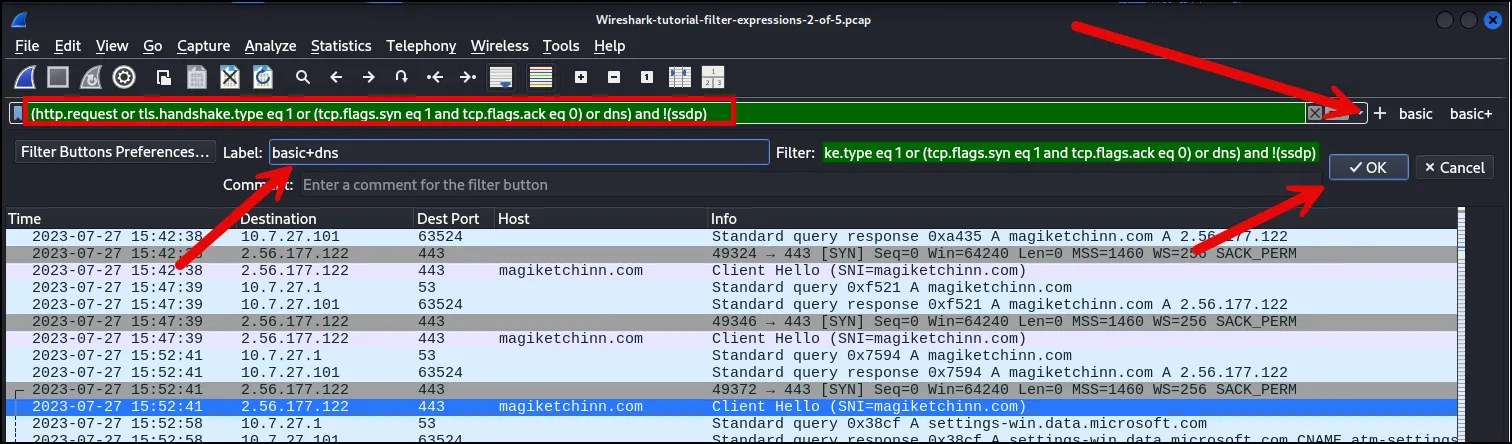 Wireshark-tutorial-filter-expressions-2-of-5.pcap
File Edit View Go Capture Analyze Statistics Telephony Wireless Tools Help
(http.request or tls.handshake.type eq 1 or (tcp.flags.syn eq 1 and tcp.flags.ack eq 0) or dns) and !(ssdp) + basic basic+
Filter Buttons Preferences... Label: basic+dns Filter: ke.type eq 1 or (tcp.flags.syn eq 1 and tcp.flags.ack eq 0) or dns) and !(ssdp) OK Cancel
Comment: Enter a comment for the filter button
Time Destination Dest Port Host Info
2023-07-27 15:42:38 10.7.27.101 63524 Standard query response 0xa435 A magiketchinn.com A 2.56.177.122
2023-07-27 15:42:38 2.56.177.122 443 49324 → 443 [SYN] Seq=0 Win=64240 Len=0 MSS=1460 WS=256 SACK_PERM
2023-07-27 15:42:38 2.56.177.122 443 magiketchinn.com Client Hello (SNI=magiketchinn.com)
2023-07-27 15:47:39 10.7.27.1 53 Standard query 0xf521 A magiketchinn.com
2023-07-27 15:47:39 10.7.27.101 63524 Standard query response 0xf521 A magiketchinn.com A 2.56.177.122
2023-07-27 15:47:39 2.56.177.122 443 49346 → 443 [SYN] Seq=0 Win=64240 Len=0 MSS=1460 WS=256 SACK_PERM
2023-07-27 15:47:39 2.56.177.122 443 magiketchinn.com Client Hello (SNI=magiketchinn.com)
2023-07-27 15:52:41 10.7.27.1 53 Standard query 0x7594 A magiketchinn.com
2023-07-27 15:52:41 10.7.27.101 63524 Standard query response 0x7594 A magiketchinn.com A 2.56.177.122
2023-07-27 15:52:41 2.56.177.122 443 49372 → 443 [SYN] Seq=0 Win=64240 Len=0 MSS=1460 WS=256 SACK_PERM
2023-07-27 15:52:41 2.56.177.122 443 magiketchinn.com Client Hello (SNI=magiketchinn.com)
2023-07-27 15:52:58 10.7.27.1 53 Standard query 0x38cf A settings-win.data.microsoft.com
2023-07-27 15:52:58 10.7.27.101 63524 Standard query response 0x38cf A settings-win.data.microsoft.com CNAME atm-settings